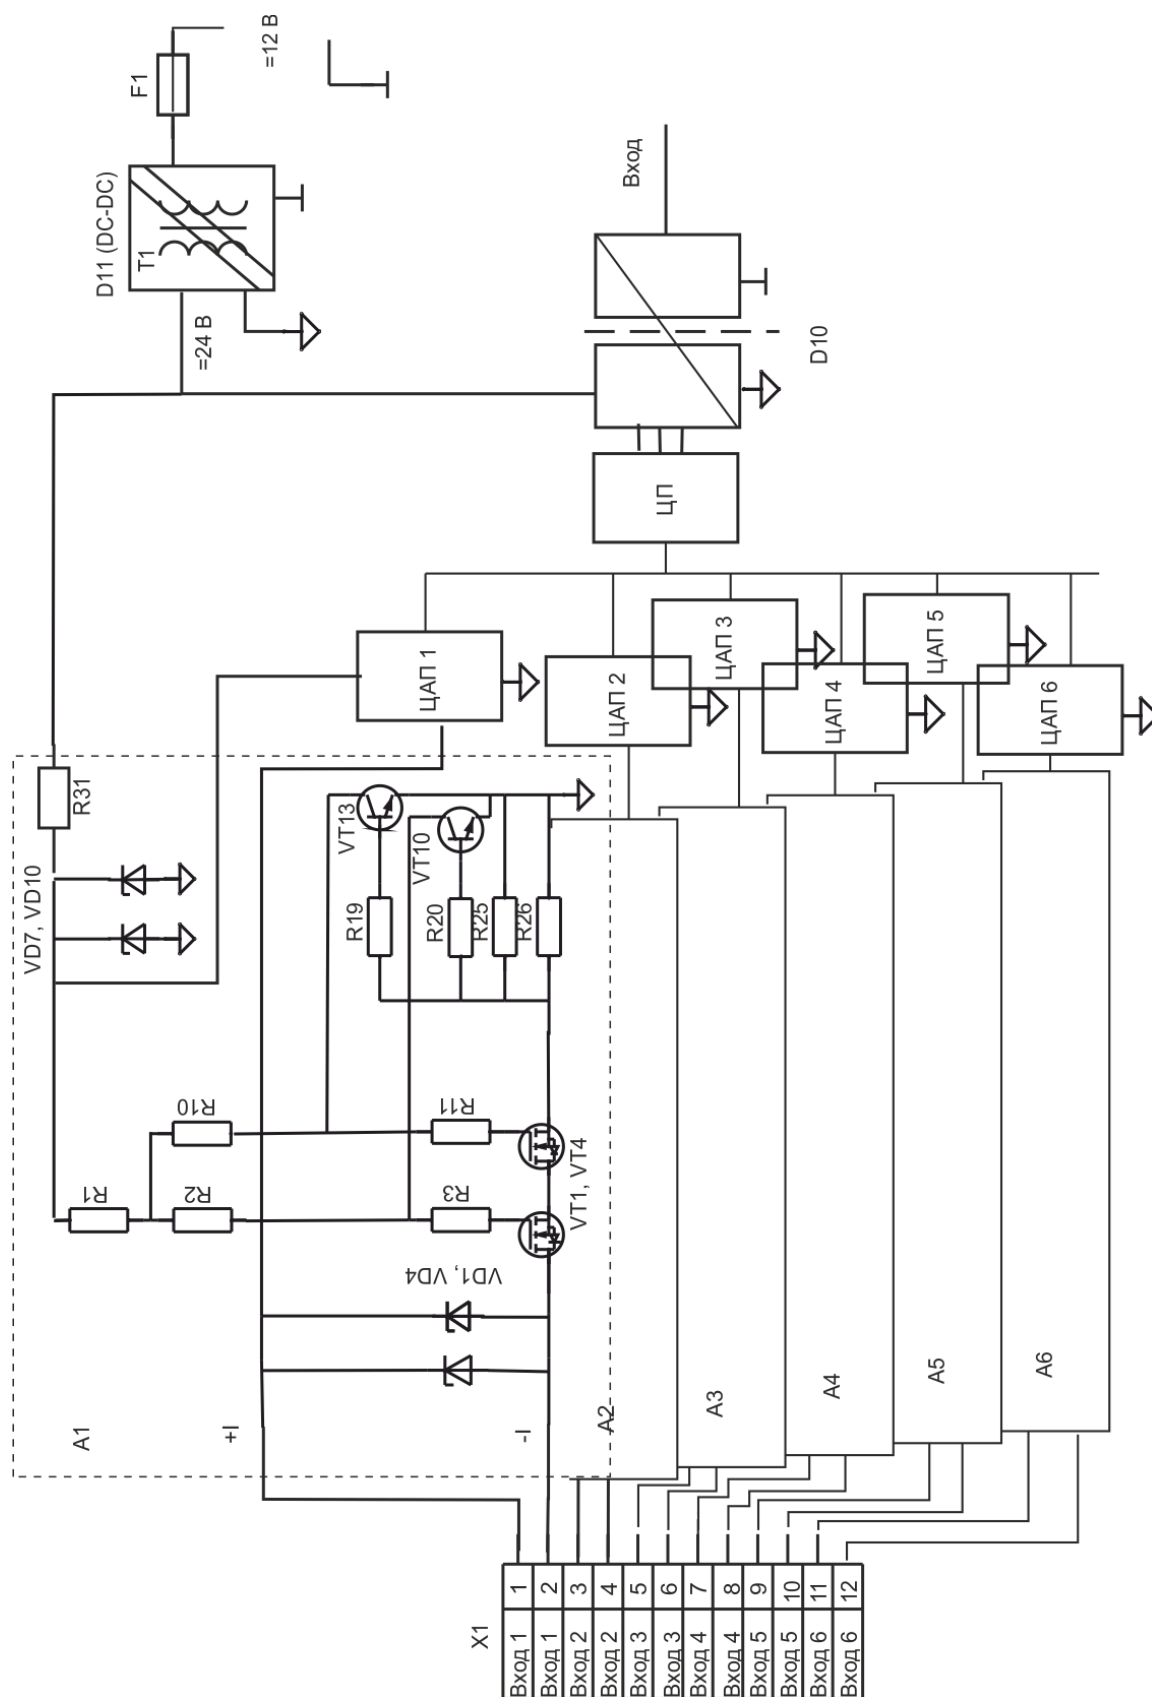 =12 В
F1
D11 (DC-DC)
T1
=24 В
Вход
D10
ЦП
ЦАП 1
ЦАП 2
ЦАП 3
ЦАП 4
ЦАП 5
ЦАП 6
R31
VD7, VD10
VT13
VT10
R19
R20
R25
R26
R10
R11
R1
R2
R3
VT1, VT4
VD1, VD4
A1
+I
-I
A2
A3
A4
A5
A6
X1
Вход 1 1
Вход 1 2
Вход 2 3
Вход 2 4
Вход 3 5
Вход 3 6
Вход 4 7
Вход 4 8
Вход 5 9
Вход 5 10
Вход 6 11
Вход 6 12